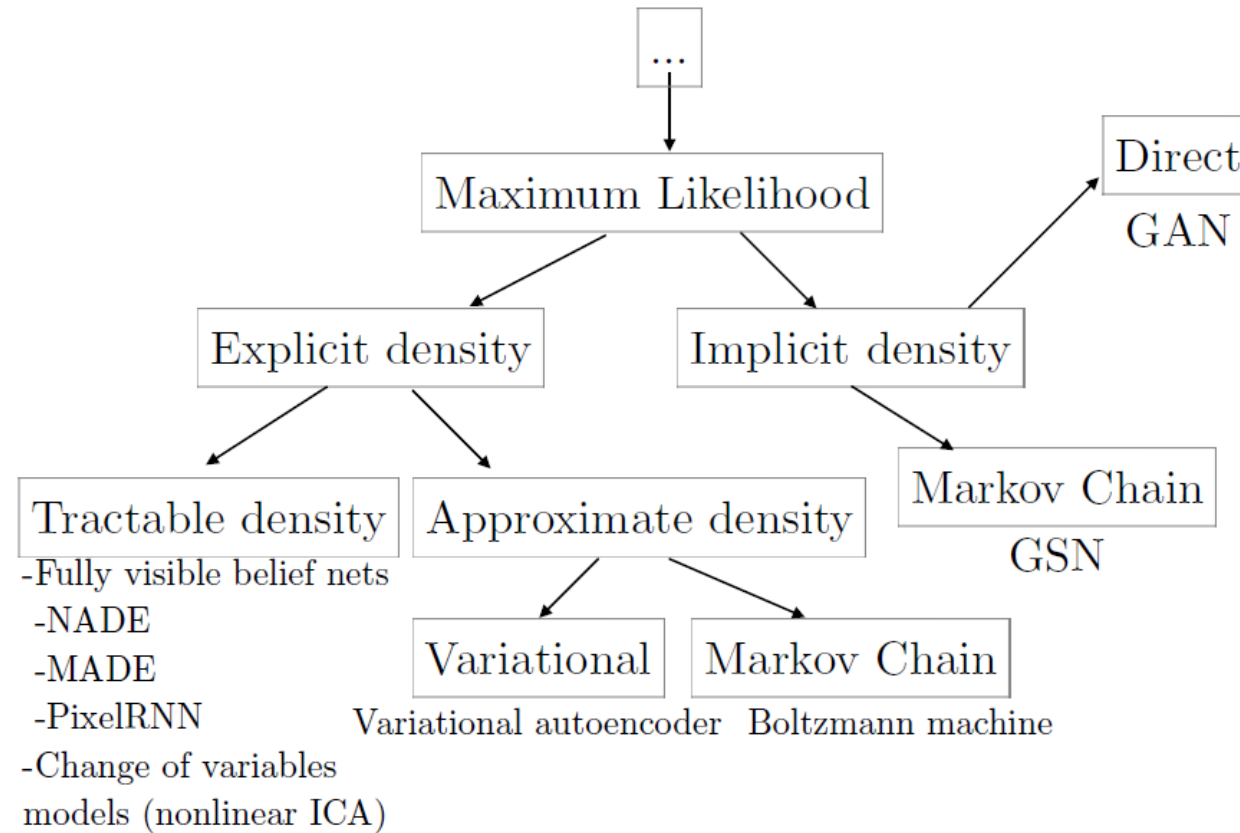 ...
Maximum Likelihood
Direct
GAN
Explicit density
Implicit density
Tractable density
-Fully visible belief nets
-NADE
-MADE
-PixelRNN
-Change of variables
models (nonlinear ICA)
Approximate density
Variational
Variational autoencoder
Markov Chain
Boltzmann machine
Markov Chain
GSN